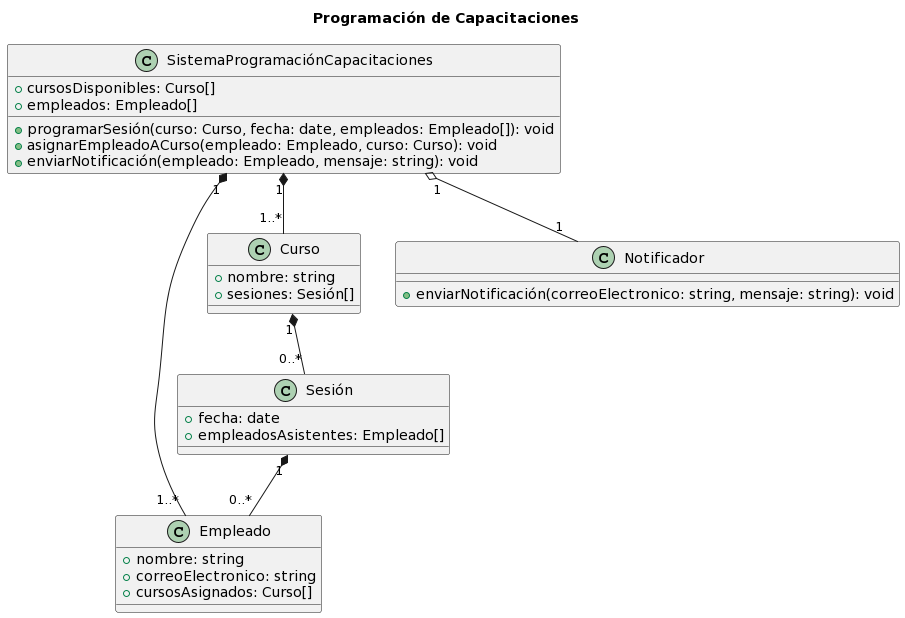 Programación de Capacitaciones
C SistemaProgramaciónCapacitaciones
cursosDisponibles: Curso[]
empleados: Empleado[]
programarSesión(curso: Curso, fecha: date, empleados: Empleado[]): void
asignarEmpleadoACurso(empleado: Empleado, curso: Curso): void
enviarNotificación(empleado: Empleado, mensaje: string): void
1
1
1
1..*
1
C Curso
nombre: string
sesiones: Sesión[]
C Notificador
enviarNotificación(correoElectronico: string, mensaje: string): void
1
0..*
C Sesión
fecha: date
empleadosAsistentes: Empleado[]
1
1..*
0..*
C Empleado
nombre: string
correoElectronico: string
cursosAsignados: Curso[]